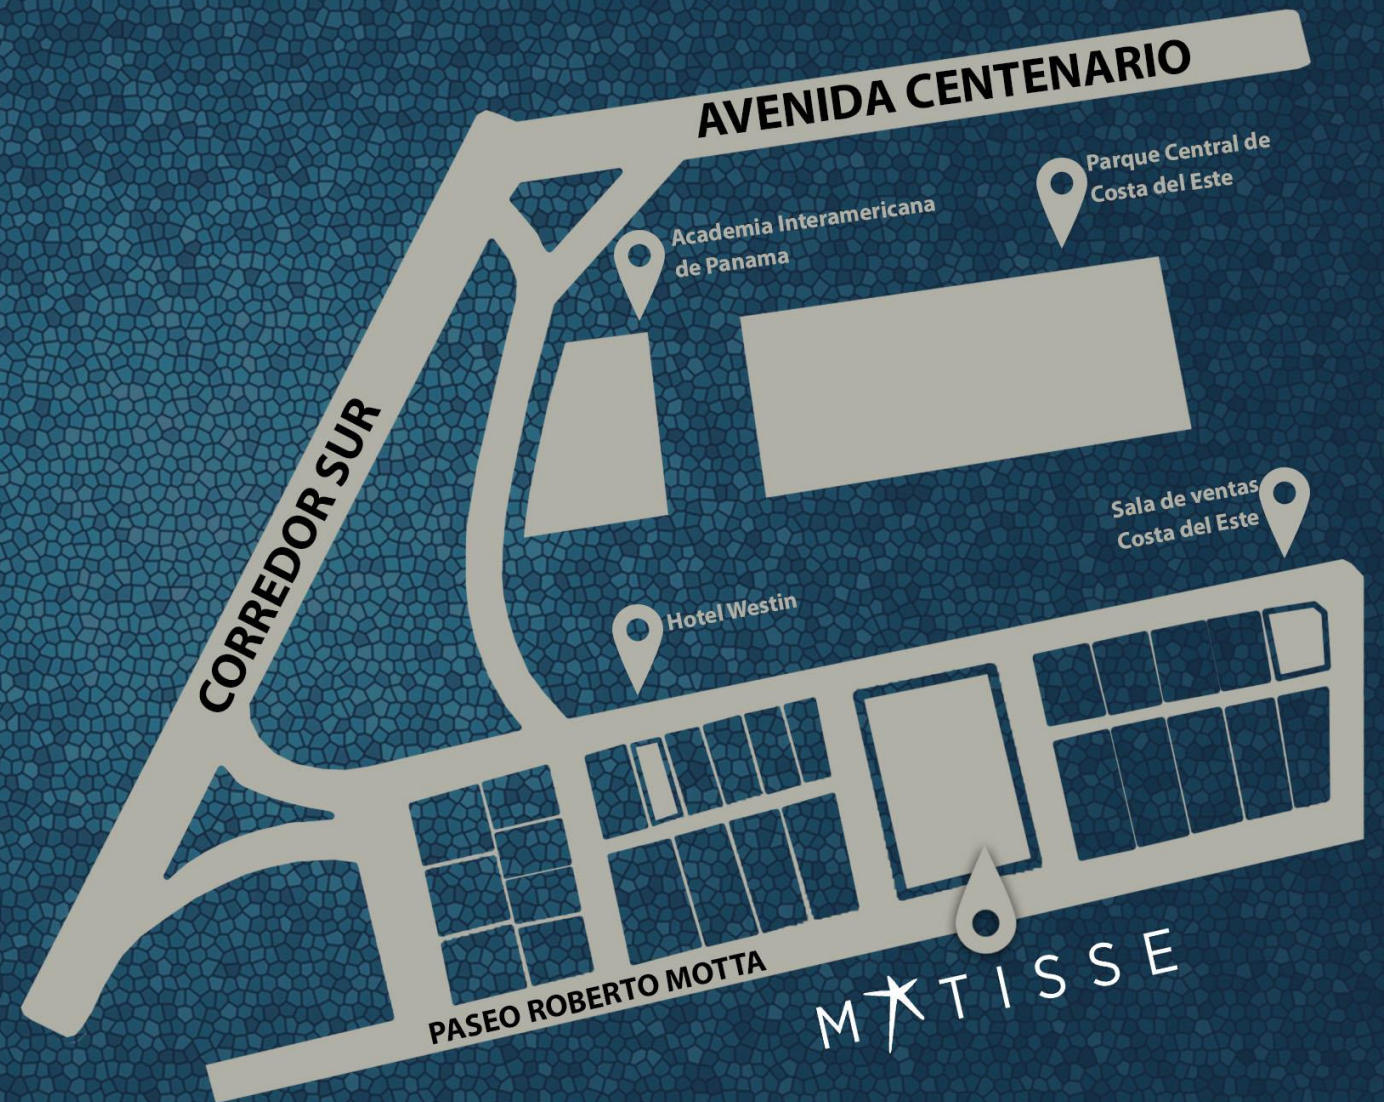 AVENIDA CENTENARIO
Parque Central de
Costa del Este
Academia Interamericana
de Panama
CORREDOR SUR
Sala de ventas
Costa del Este
Hotel Westin
PASEO ROBERTO MOTTA
MATISSE